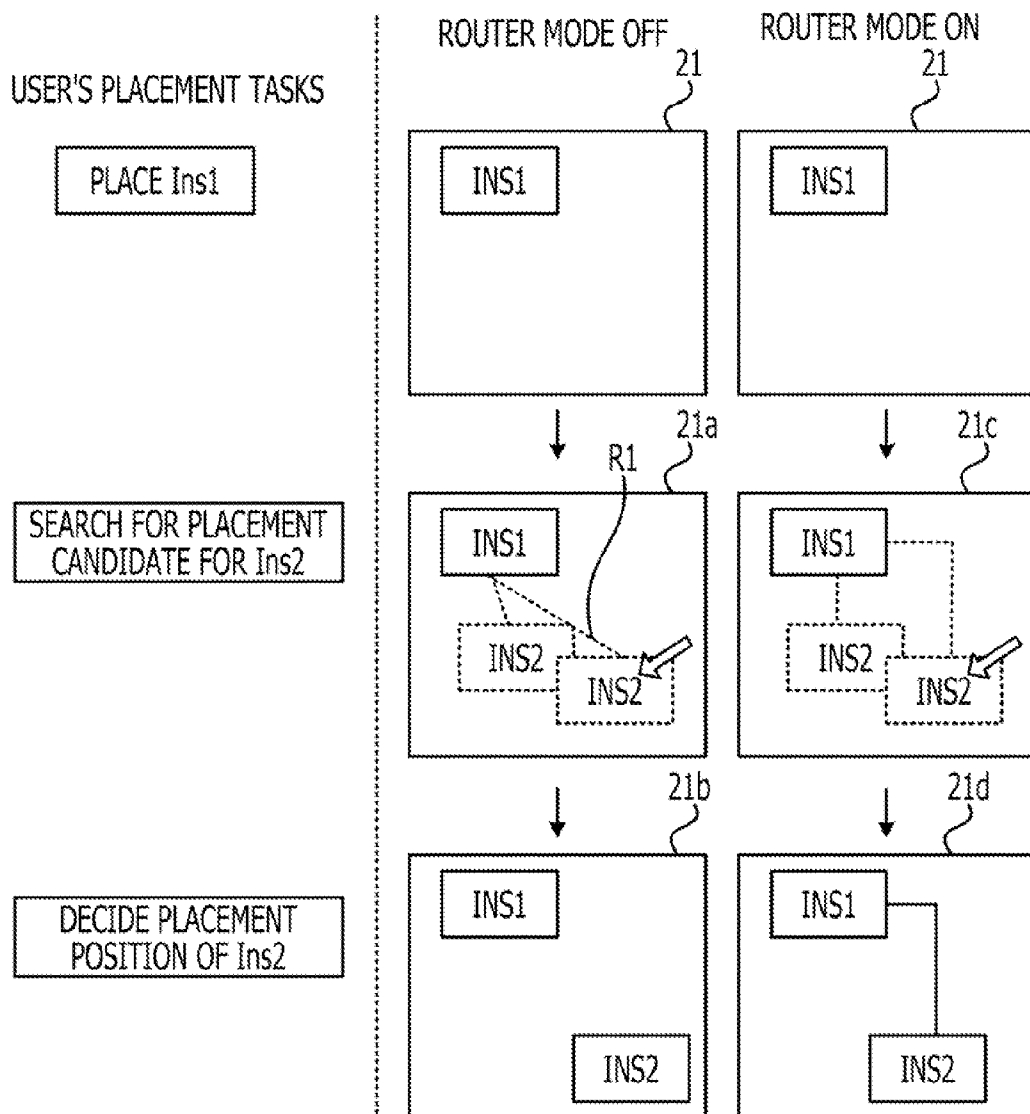 ROUTER MODE OFF
ROUTER MODE ON
USER'S PLACEMENT TASKS
21
21
PLACE Ins1
INS1
INS1
21a
21c
R1
SEARCH FOR PLACEMENT
CANDIDATE FOR Ins2
INS1
INS1
INS2
INS2
INS2
INS2
21b
21d
DECIDE PLACEMENT
POSITION OF Ins2
INS1
INS1
INS2
INS2